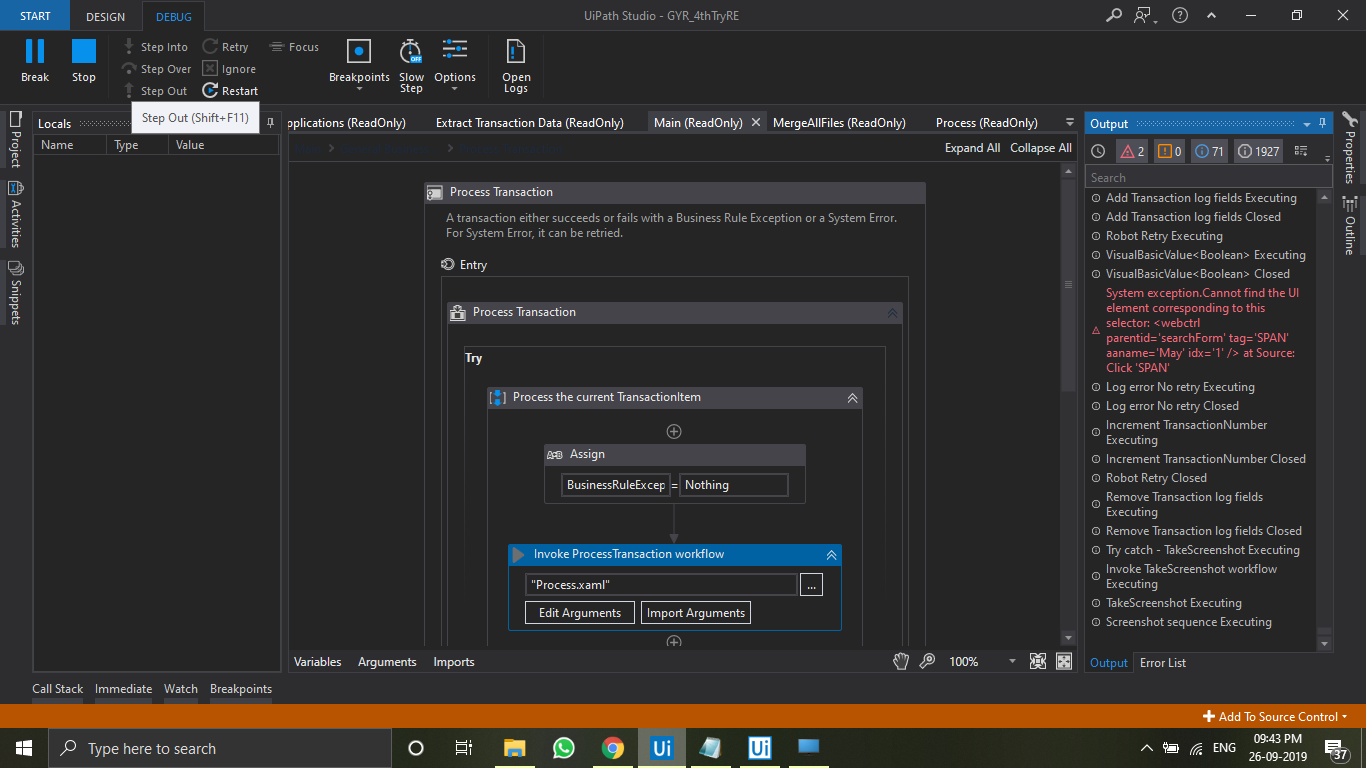 START
DESIGN
DEBUG
UiPath Studio - GYR_4thTryRE
Break
Stop
Step Into
Step Over
Step Out
Retry
Ignore
Restart
Focus
Breakpoints
Slow
Step
OFF
Options
Open
Logs
Step Out (Shift+F11)
Locals
Name Type Value
Project
Activities
Snippets
pplications (ReadOnly)
Extract Transaction Data (ReadOnly)
Main (ReadOnly)
MergeAllFiles (ReadOnly)
Process (ReadOnly)
Expand All Collapse All
Process Transaction
A transaction either succeeds or fails with a Business Rule Exception or a System Error.
For System Error, it can be retried.
Entry
Process Transaction
Try
Process the current TransactionItem
A+B Assign
BusinessRuleExcep = Nothing
Invoke ProcessTransaction workflow
"Process.xaml" ...
Edit Arguments Import Arguments
Variables Arguments Imports
100%
Output
2 0 71 1927
Search
Add Transaction log fields Executing
Add Transaction log fields Closed
Robot Retry Executing
VisualBasicValue<Boolean> Executing
VisualBasicValue<Boolean> Closed
System exception.Cannot find the UI
element corresponding to this
selector: <webctrl
parentid='searchForm' tag='SPAN'
aaname='May' idx='1' /> at Source:
Click 'SPAN'
Log error No retry Executing
Log error No retry Closed
Increment TransactionNumber
Executing
Increment TransactionNumber Closed
Robot Retry Closed
Remove Transaction log fields
Executing
Remove Transaction log fields Closed
Try catch - TakeScreenshot Executing
Invoke TakeScreenshot workflow
Executing
TakeScreenshot Executing
Screenshot sequence Executing
Output Error List
Properties
Outline
Call Stack Immediate Watch Breakpoints
Add To Source Control
Type here to search
Ui
Ui
ENG
09:43 PM
26-09-2019
37